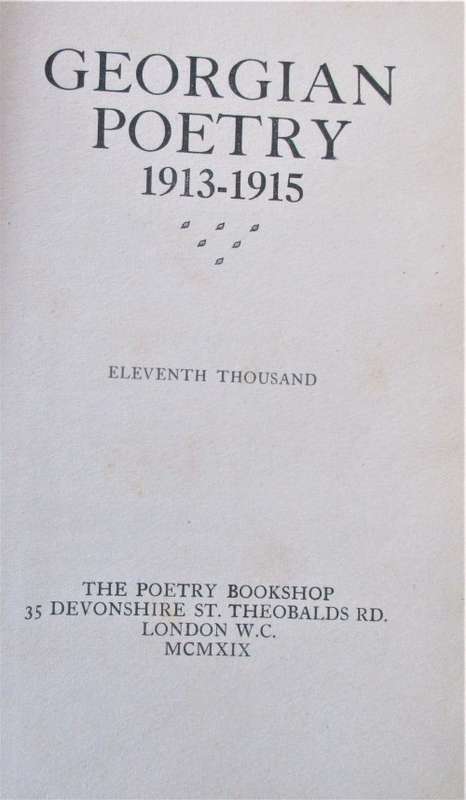 GEORGIAN
POETRY
1913-1915
ELEVENTH THOUSAND
THE POETRY BOOKSHOP
35 DEVONSHIRE ST. THEOBALDS RD.
LONDON W.C.
MCMXIX